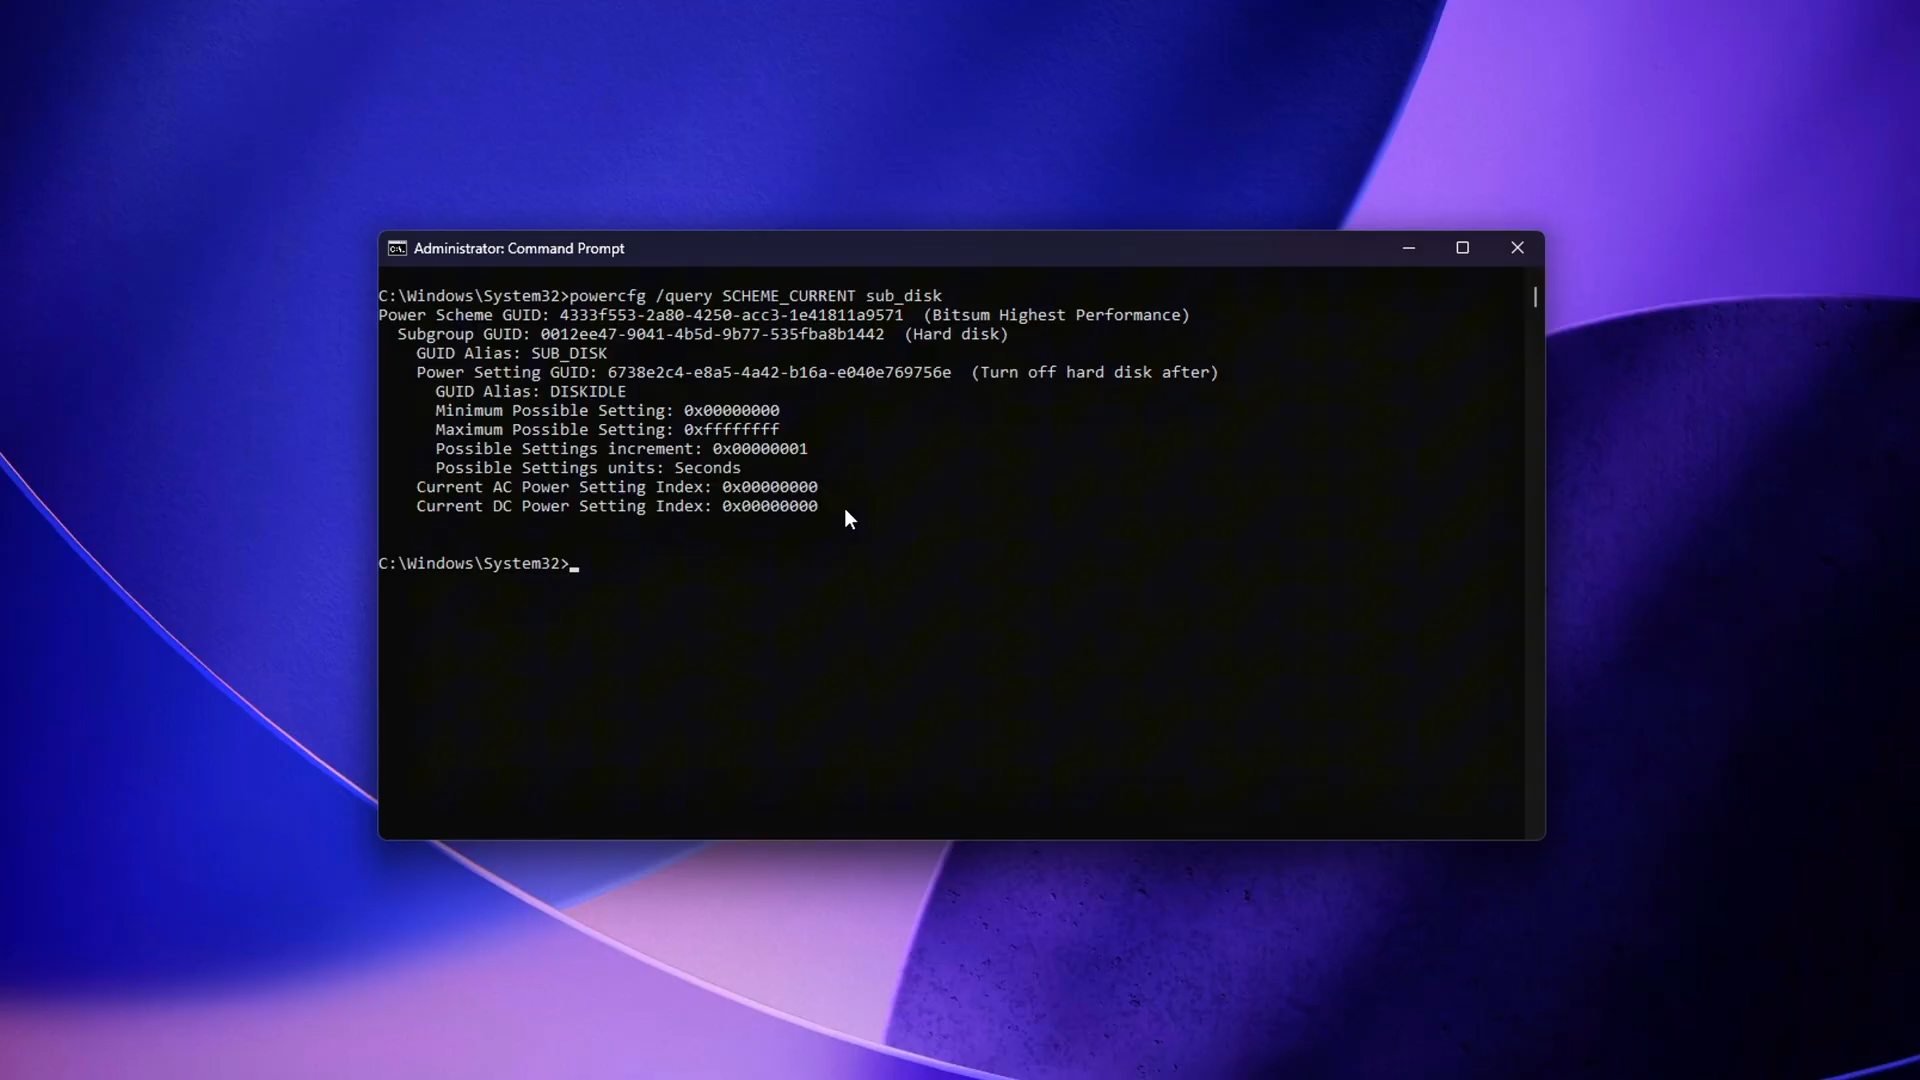 Administrator: Command Prompt
C:\Windows\System32>powercfg /query SCHEME_CURRENT sub_disk
Power Scheme GUID: 4333f553-2a80-4250-acc3-1e41811a9571  (Bitsum Highest Performance)
  Subgroup GUID: 0012ee47-9041-4b5d-9b77-535fba8b1442  (Hard disk)
    GUID Alias: SUB_DISK
    Power Setting GUID: 6738e2c4-e8a5-4a42-b16a-e040e769756e  (Turn off hard disk after)
      GUID Alias: DISKIDLE
      Minimum Possible Setting: 0x00000000
      Maximum Possible Setting: 0xffffffff
      Possible Settings increment: 0x00000001
      Possible Settings units: Seconds
    Current AC Power Setting Index: 0x00000000
    Current DC Power Setting Index: 0x00000000
C:\Windows\System32>